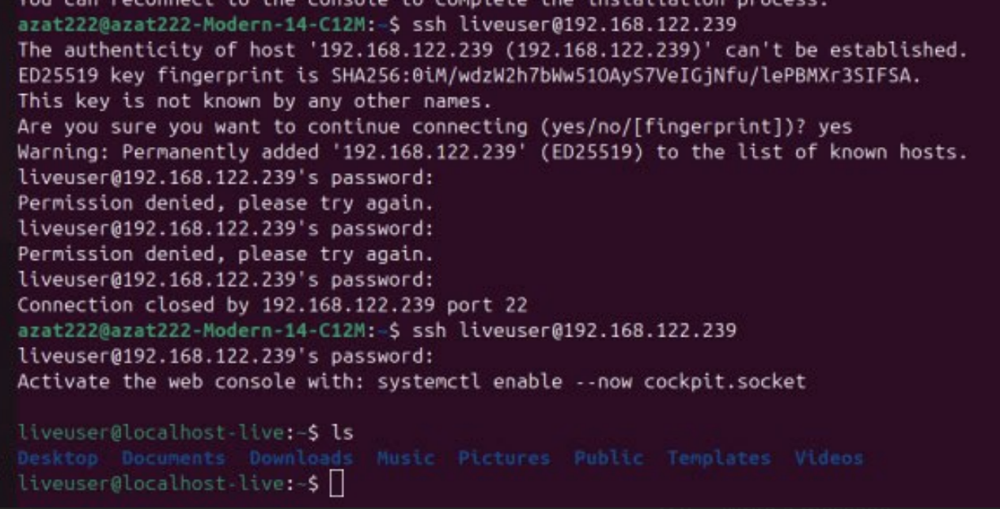 You can reconnect to the console to complete the installation process.
azat222@azat222-Modern-14-C12M:~$ ssh liveuser@192.168.122.239
The authenticity of host '192.168.122.239 (192.168.122.239)' can't be established.
ED25519 key fingerprint is SHA256:0iM/wdzW2h7bWw51OAyS7VeIGjNfu/lePBMXr3SIFSA.
This key is not known by any other names.
Are you sure you want to continue connecting (yes/no/[fingerprint])? yes
Warning: Permanently added '192.168.122.239' (ED25519) to the list of known hosts.
liveuser@192.168.122.239's password:
Permission denied, please try again.
liveuser@192.168.122.239's password:
Permission denied, please try again.
liveuser@192.168.122.239's password:
Connection closed by 192.168.122.239 port 22
azat222@azat222-Modern-14-C12M:~$ ssh liveuser@192.168.122.239
liveuser@192.168.122.239's password:
Activate the web console with: systemctl enable --now cockpit.socket
liveuser@localhost-live:~$ ls
Desktop Documents Downloads Music Pictures Public Templates Videos
liveuser@localhost-live:~$